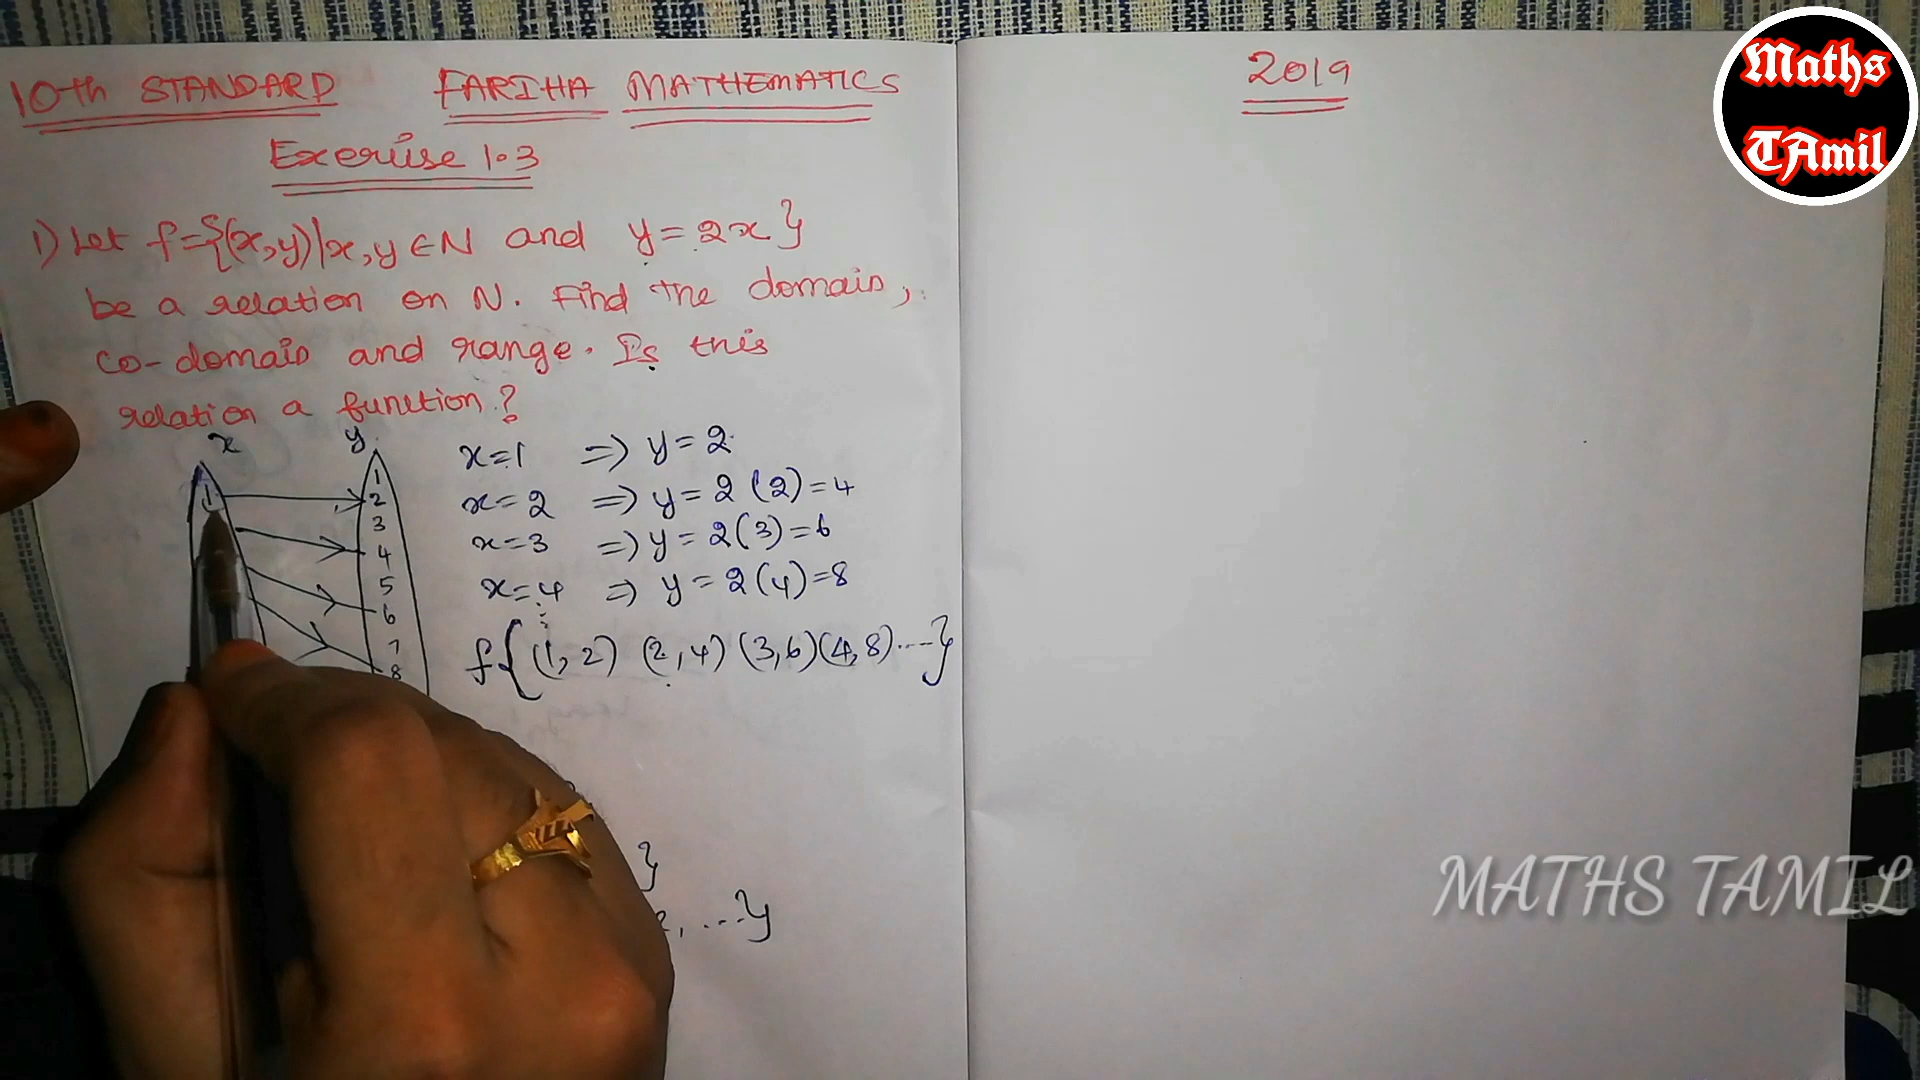 10th STANDARD FARIHA MATHEMATICS
2019
Maths
TAmil
Exercise 1.3
1) Let f={(x,y)|x,y∈N and y=2x}
be a relation on N. Find the domain,
co-domain and range. Is this
relation a function?
x y
x=1 => y=2
x=2 => y=2(2)=4
x=3 => y=2(3)=6
x=4 => y=2(4)=8
1
1
2
3
4
5
6
7
8
f{(1,2) (2,4) (3,6)(4,8)....}
}
, ...}
MATHS TAMIL